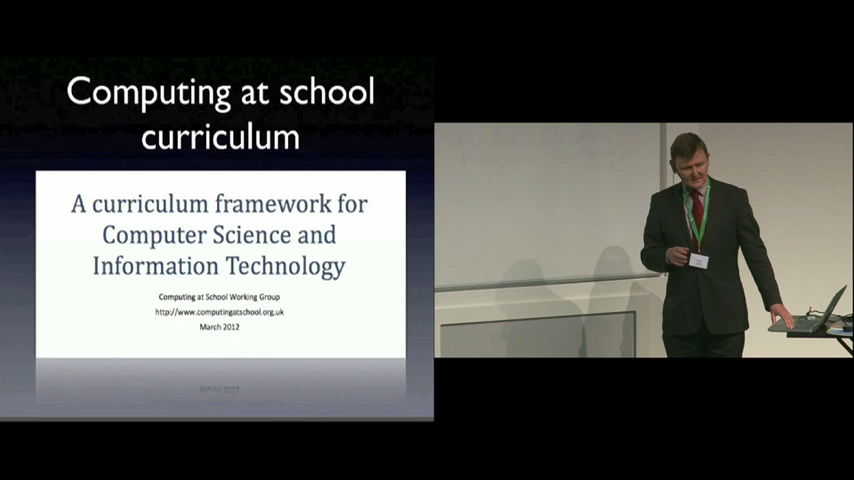 Computing at school
curriculum
A curriculum framework for
Computer Science and
Information Technology
Computing at School Working Group
http://www.computingatschool.org.uk
March 2012